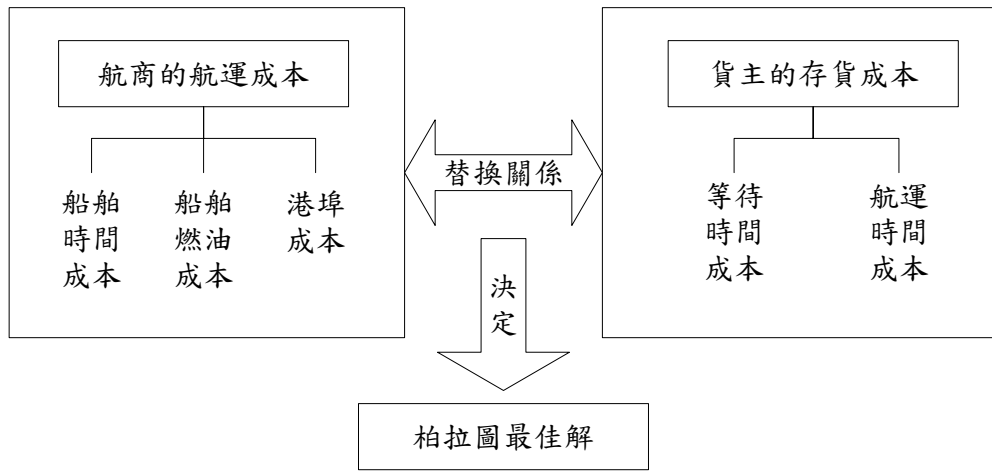 航商的航運成本
船舶
時間
成本
船舶
燃油
成本
港埠
成本
替換關係
貨主的存貨成本
等待
時間
成本
航運
時間
成本
決
定
柏拉圖最佳解